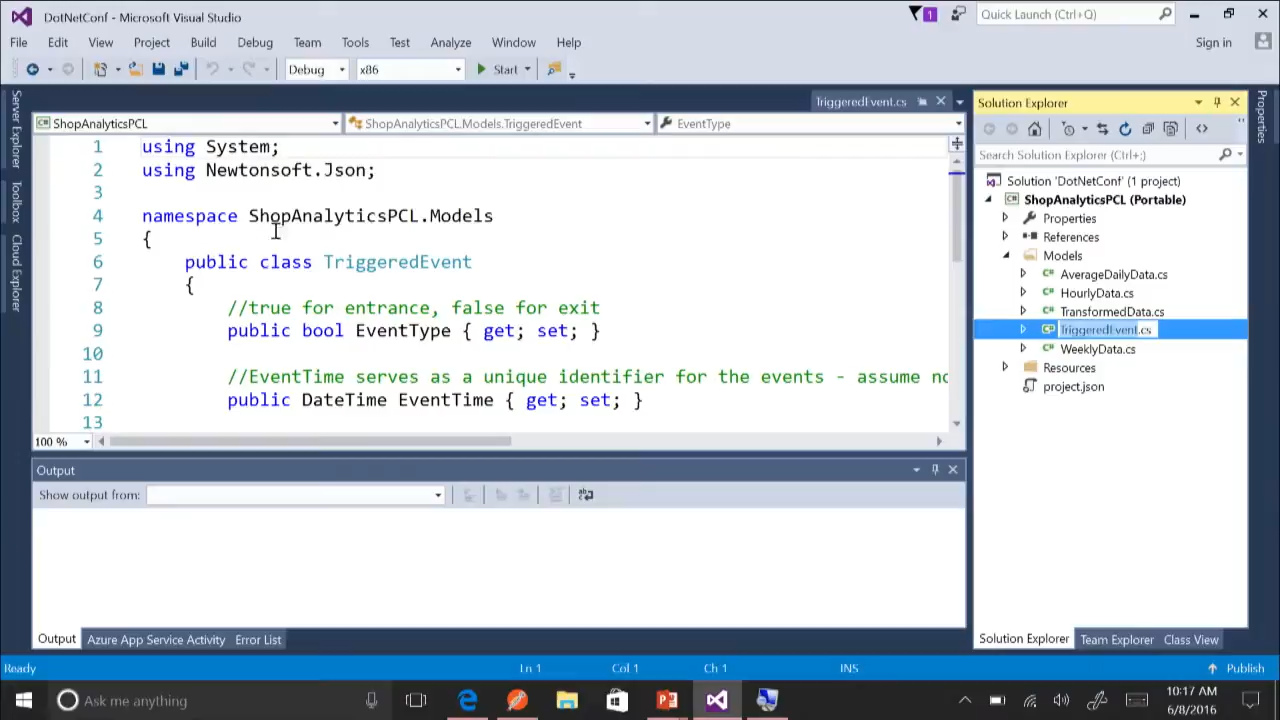 DotNetConf - Microsoft Visual Studio
1
Quick Launch (Ctrl+Q)
File Edit View Project Build Debug Team Tools Test Analyze Window Help
Sign in
Debug x86 Start
Server Explorer
Toolbox
Cloud Explorer
TriggeredEvent.cs
ShopAnalyticsPCL ShopAnalyticsPCL.Models.TriggeredEvent EventType
1 using System;
2 using Newtonsoft.Json;
3
4 namespace ShopAnalyticsPCL.Models
5 {
6 public class TriggeredEvent
7 {
8 //true for entrance, false for exit
9 public bool EventType { get; set; }
10
11 //EventTime serves as a unique identifier for the events - assume no
12 public DateTime EventTime { get; set; }
13
100 %
Output
Show output from:
Output Azure App Service Activity Error List
Solution Explorer
Search Solution Explorer (Ctrl+;)
Solution 'DotNetConf' (1 project)
ShopAnalyticsPCL (Portable)
Properties
References
Models
C# AverageDailyData.cs
C# HourlyData.cs
C# TransformedData.cs
C# TriggeredEvent.cs
C# WeeklyData.cs
Resources
project.json
Solution Explorer Team Explorer Class View
Properties
Ready Ln 1 Col 1 Ch 1 INS Publish
Ask me anything
10:17 AM
6/8/2016